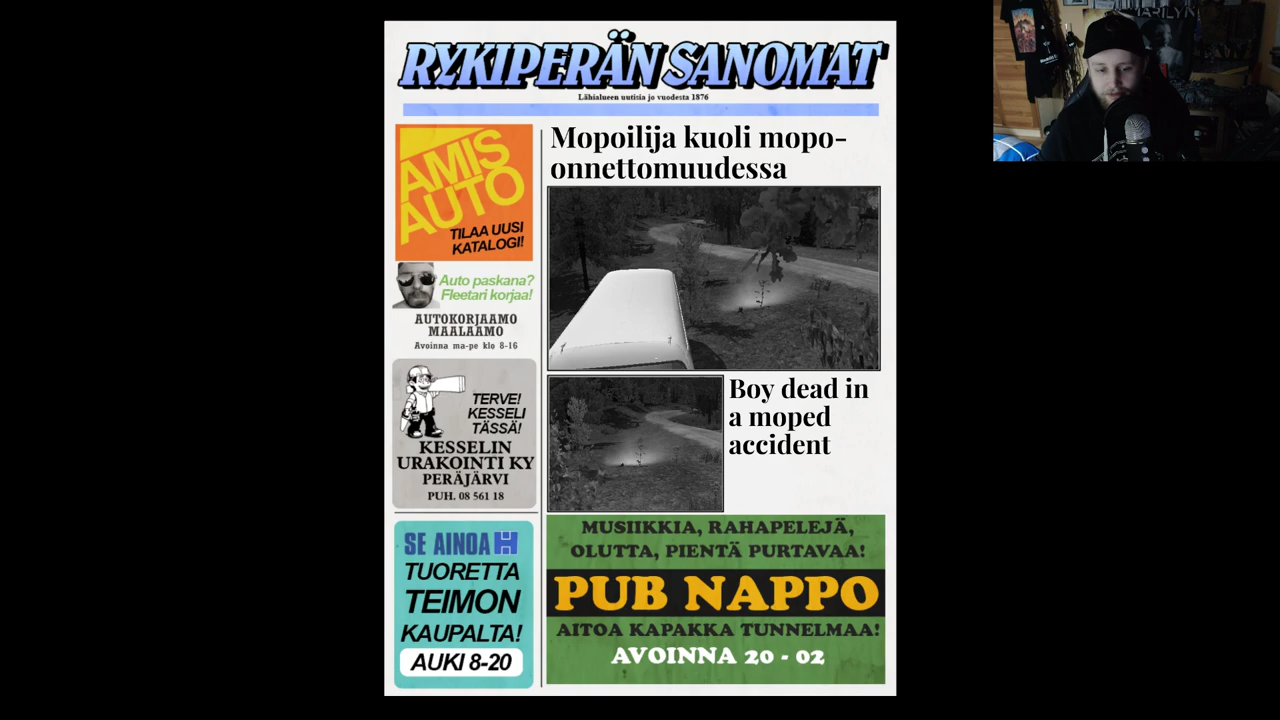 RYKIPERÄN SANOMAT
Lähialueen uutisia jo vuodesta 1876
AMIS
AUTO
TILAA UUSI
KATALOGI!
Auto paskana?
Fleetari korjaa!
AUTOKORJAAMO
MAALAAMO
Avoinna ma-pe klo 8-16
TERVE!
KESSELI
TÄSSÄ!
KESSELIN
URAKOINTI KY
PERÄJÄRVI
PUH. 08 561 18
SE AINOA
TUORETTA
TEIMON
KAUPALTA!
AUKI 8-20
Mopoilija kuoli mopo-
onnettomuudessa
Boy dead in
a moped
accident
MUSIIKKIA, RAHAPELEJÄ,
OLUTTA, PIENTÄ PURTAVAA!
PUB NAPPO
AITOA KAPAKKA TUNNELMAA!
AVOINNA 20 - 02